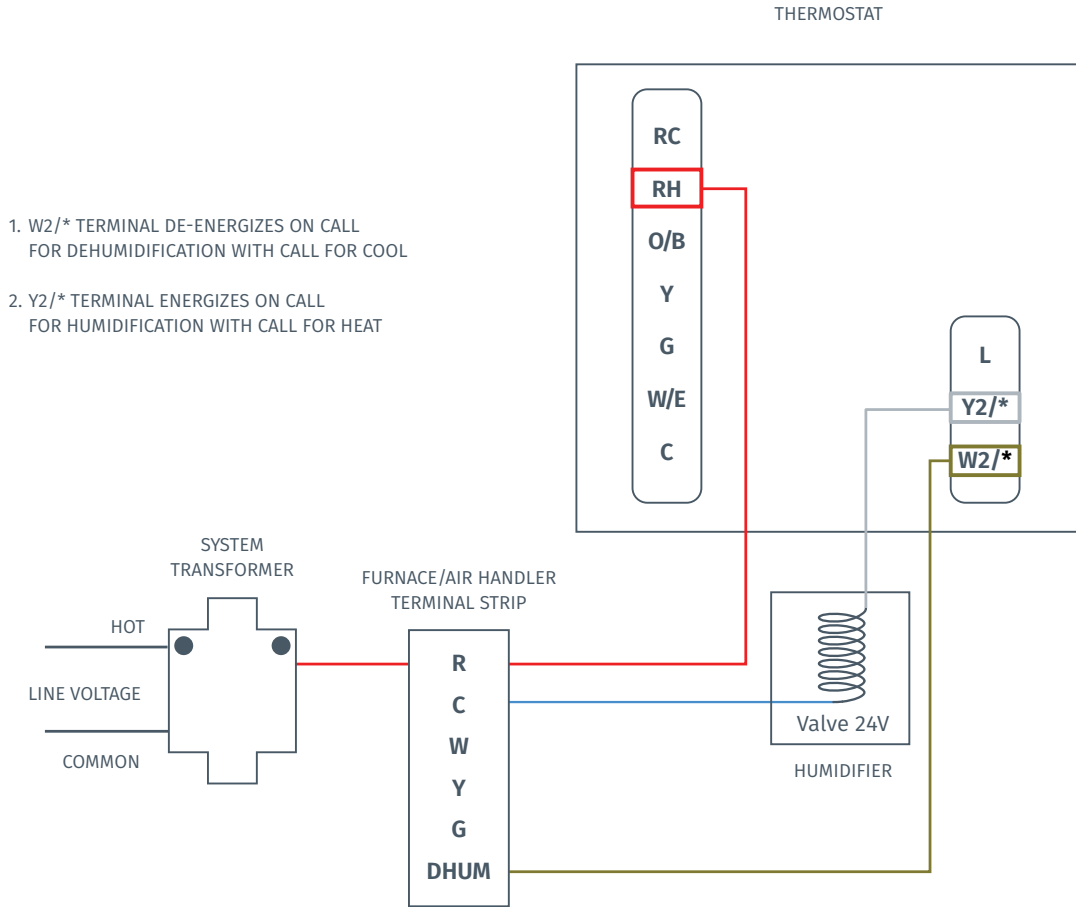 THERMOSTAT
RC
RH
O/B
Y
G
W/E
C
L
Y2/*
W2/*
1. W2/* TERMINAL DE-ENERGIZES ON CALL
FOR DEHUMIDIFICATION WITH CALL FOR COOL
2. Y2/* TERMINAL ENERGIZES ON CALL
FOR HUMIDIFICATION WITH CALL FOR HEAT
SYSTEM
TRANSFORMER
HOT
LINE VOLTAGE
COMMON
FURNACE/AIR HANDLER
TERMINAL STRIP
R
C
W
Y
G
DHUM
Valve 24V
HUMIDIFIER